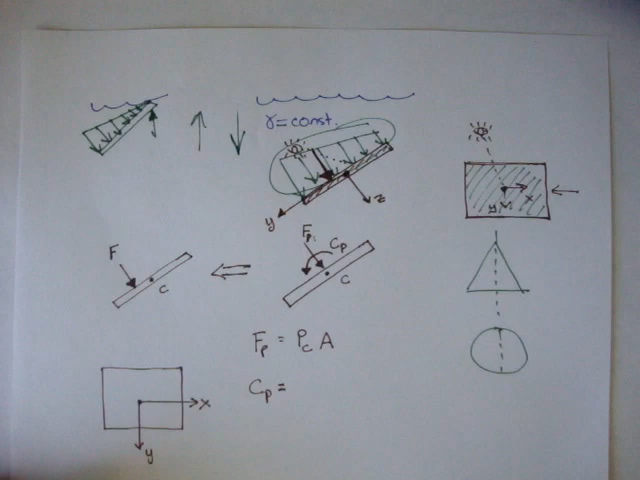 γ = const.
y
z
y
x
F
C
Fp
Cp
C
Fp = Pc A
Cp =
x
y